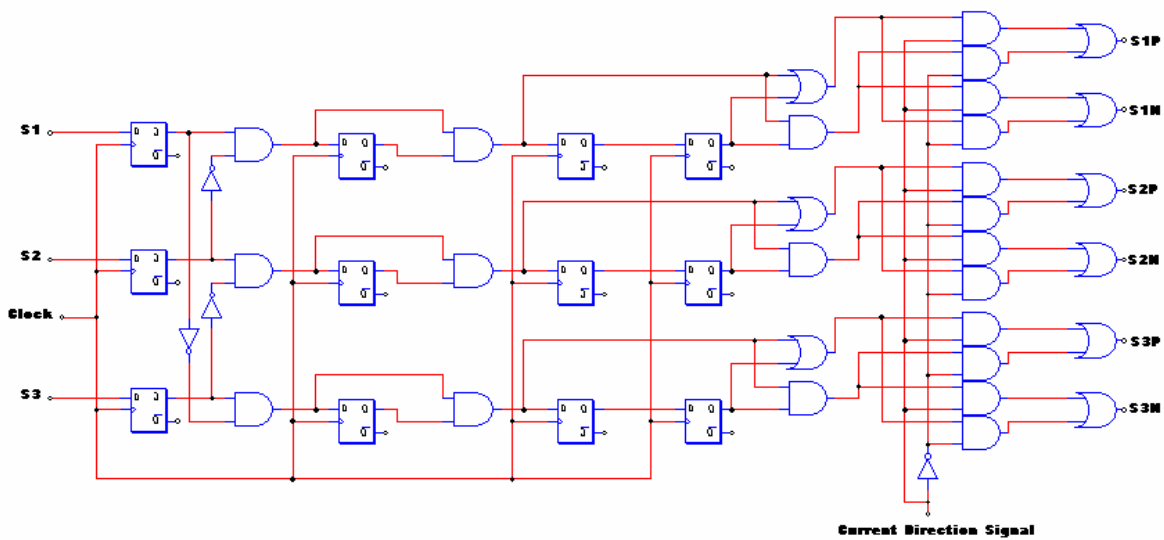 S1
S2
Clock
S3
D Q
Q
D Q
Q
D Q
Q
D Q
Q
D Q
Q
D Q
Q
D Q
Q
D Q
Q
D Q
Q
D Q
Q
D Q
Q
D Q
Q
S1P
S1N
S2P
S2N
S3P
S3N
Current Direction Signal